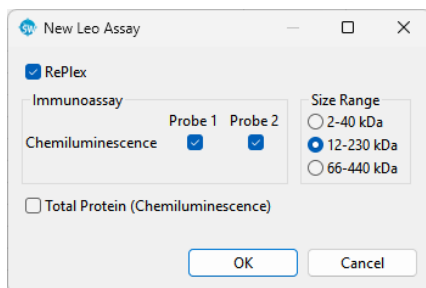 SW New Leo Assay
RePlex
Immunoassay
Probe 1 Probe 2
Chemiluminescence
Size Range
2-40 kDa
12-230 kDa
66-440 kDa
Total Protein (Chemiluminescence)
OK Cancel